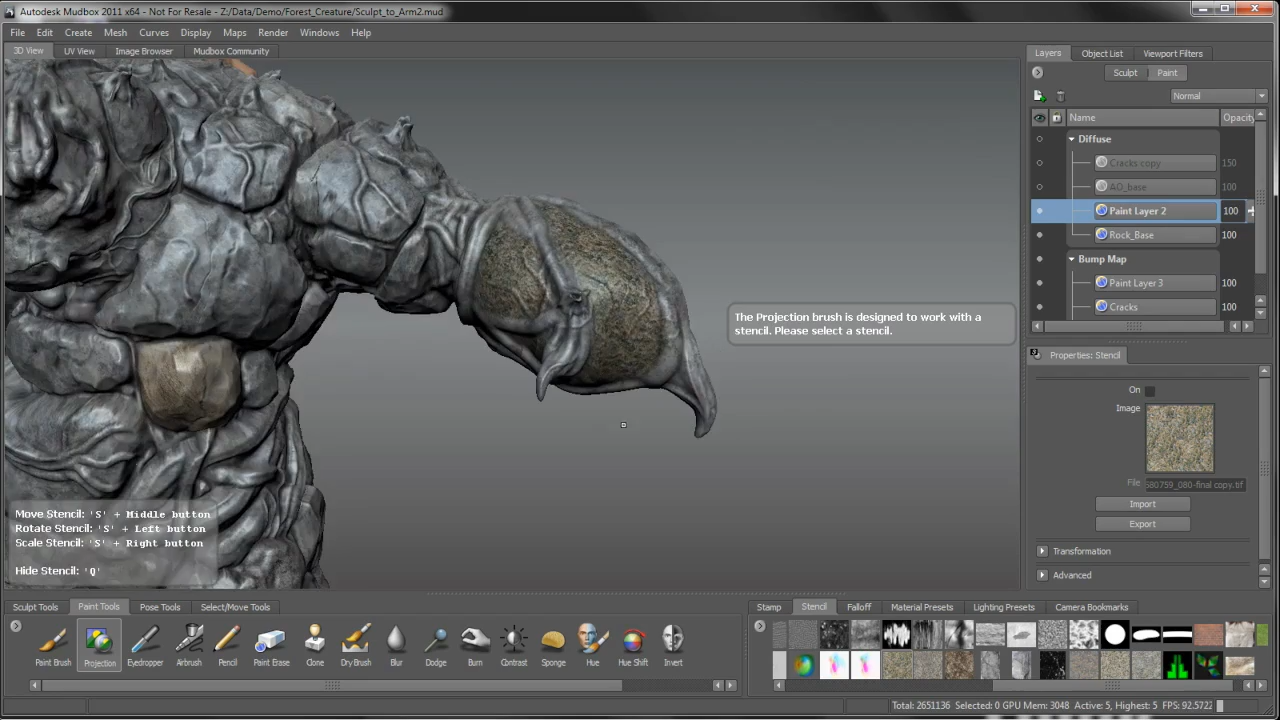 Autodesk Mudbox 2011 x64 - Not For Resale - Z:/Data/Demo/Forest_Creature/Sculpt_to_Arm2.mud
File Edit Create Mesh Curves Display Maps Render Windows Help
3D View UV View Image Browser Mudbox Community
Layers Object List Viewport Filters
Sculpt Paint
Normal
Name Opacity
Diffuse
Cracks copy 150
AO_base 100
Paint Layer 2 100
Rock_Base 100
Bump Map
Paint Layer 3 100
Cracks 100
The Projection brush is designed to work with a
stencil. Please select a stencil.
Properties: Stencil
On
Image
File 580759_080-final copy.tif
Import
Export
Transformation
Advanced
Move Stencil: 'S' + Middle button
Rotate Stencil: 'S' + Left button
Scale Stencil: 'S' + Right button
Hide Stencil: 'Q'
Sculpt Tools Paint Tools Pose Tools Select/Move Tools
Paint Brush Projection Eyedropper Airbrush Pencil Paint Erase Clone Dry Brush Blur Dodge Burn Contrast Sponge Hue Hue Shift Invert
Stamp Stencil Falloff Material Presets Lighting Presets Camera Bookmarks
Total: 2651136 Selected: 0 GPU Mem: 3048 Active: 5, Highest: 5 FPS: 92.5722